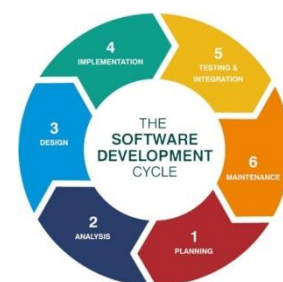 THE
SOFTWARE
DEVELOPMENT
CYCLE
1
PLANNING
2
ANALYSIS
3
DESIGN
4
IMPLEMENTATION
5
TESTING &
INTEGRATION
6
MAINTENANCE